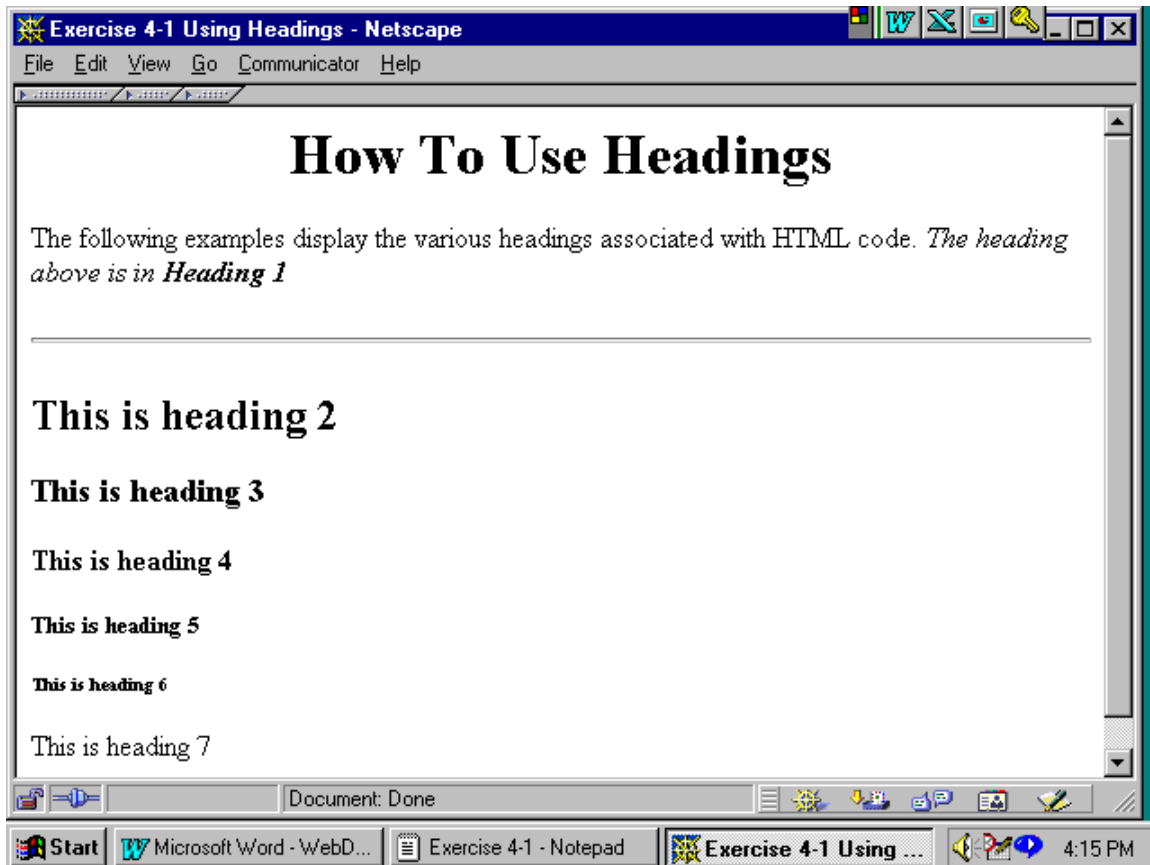 Exercise 4-1 Using Headings - Netscape
File Edit View Go Communicator Help
How To Use Headings
The following examples display the various headings associated with HTML code. The heading
above is in Heading 1
This is heading 2
This is heading 3
This is heading 4
This is heading 5
This is heading 6
This is heading 7
Document: Done
Start Microsoft Word - WebD... Exercise 4-1 - Notepad Exercise 4-1 Using ... 4:15 PM